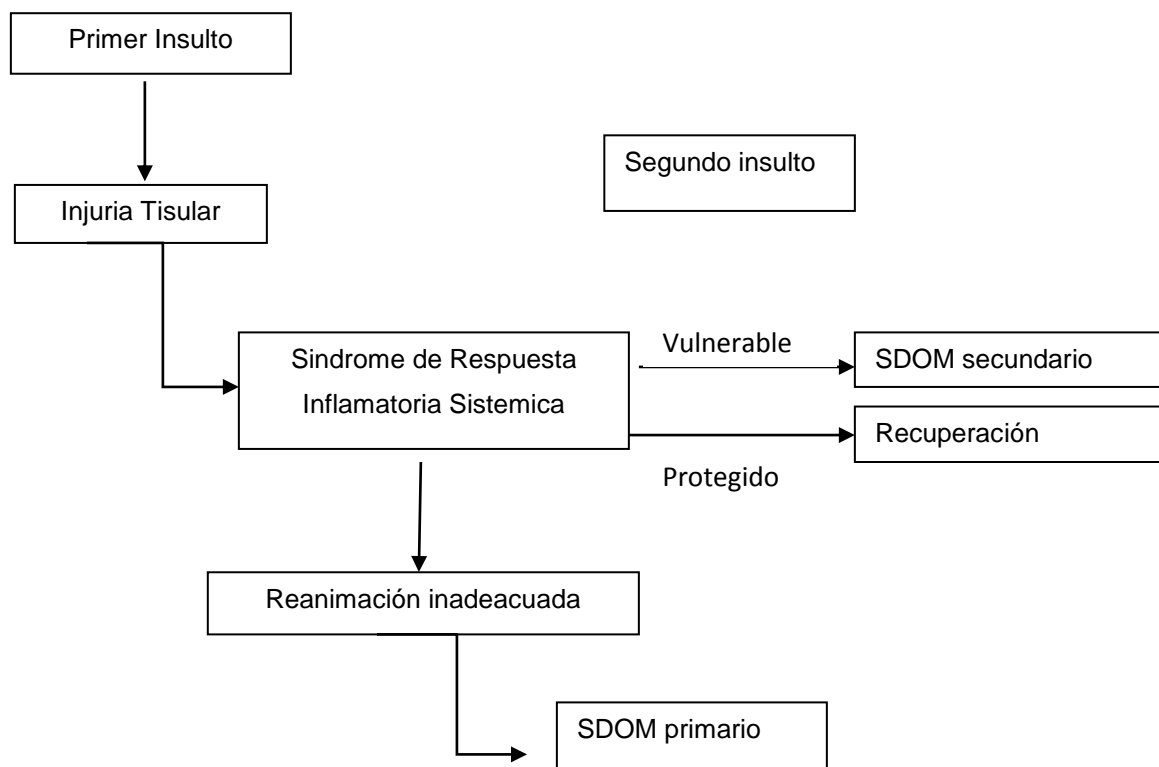 Primer Insulto
Segundo insulto
Injuria Tisular
Sindrome de Respuesta
Inflamatoria Sistemica
Vulnerable
SDOM secundario
Recuperación
Protegido
Reanimación inadeacuada
SDOM primario